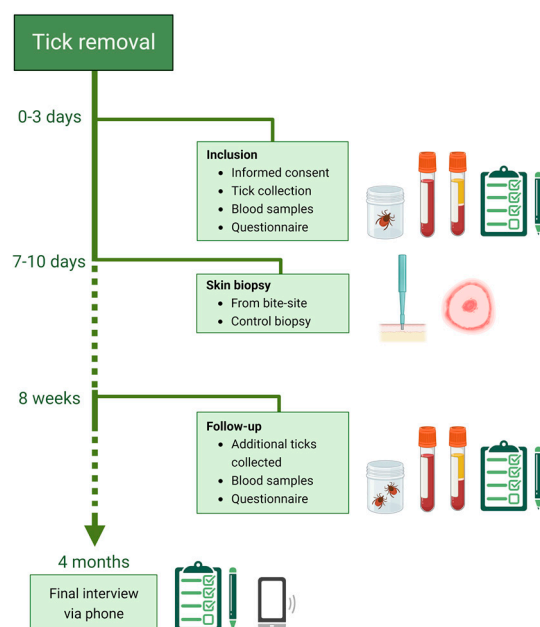 Tick removal
0-3 days
Inclusion
• Informed consent
• Tick collection
• Blood samples
• Questionnaire
7-10 days
Skin biopsy
• From bite-site
• Control biopsy
8 weeks
Follow-up
• Additional ticks
collected
• Blood samples
• Questionnaire
4 months
Final interview
via phone